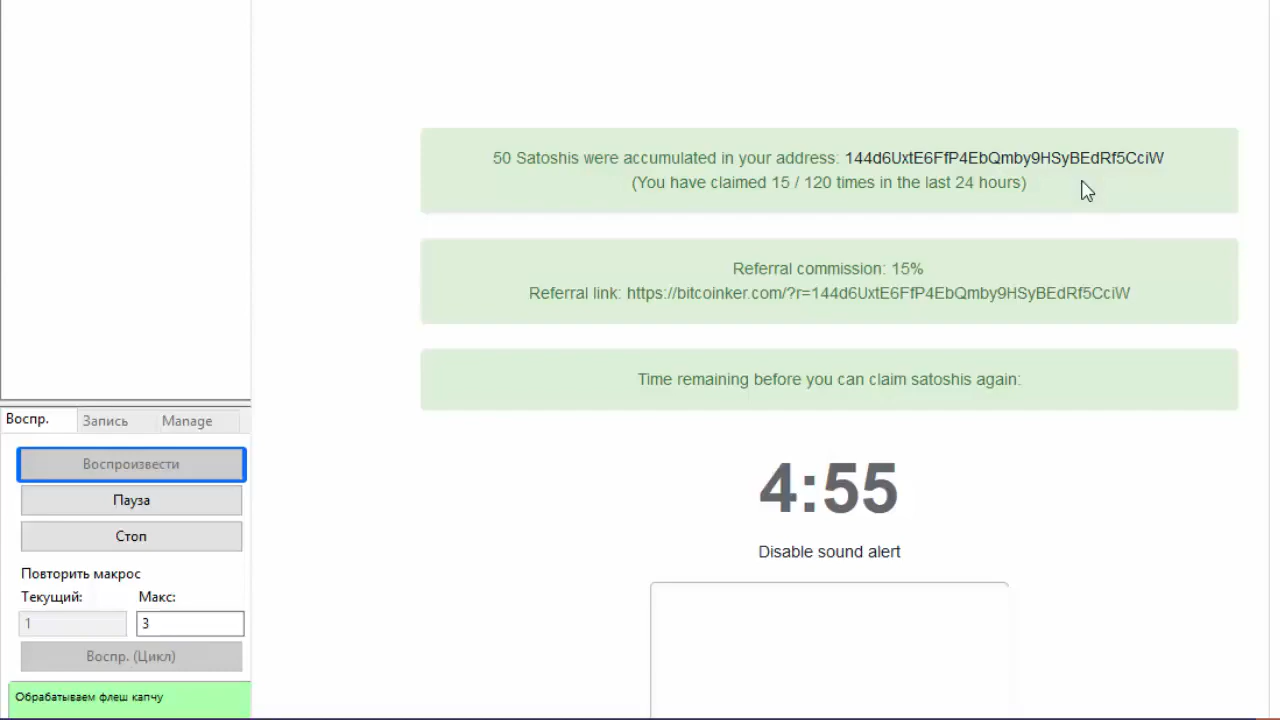 50 Satoshis were accumulated in your address: 144d6UxtE6FfP4EbQmby9HSyBEdRf5CciW
(You have claimed 15 / 120 times in the last 24 hours)
Referral commission: 15%
Referral link: https://bitcoinker.com/?r=144d6UxtE6FfP4EbQmby9HSyBEdRf5CciW
Time remaining before you can claim satoshis again:
4:55
Disable sound alert
Воспр. Запись Manage
Воспроизвести
Пауза
Стоп
Повторить макрос
Текущий: Макс:
1 3
Воспр. (Цикл)
Обрабатываем флеш капчу